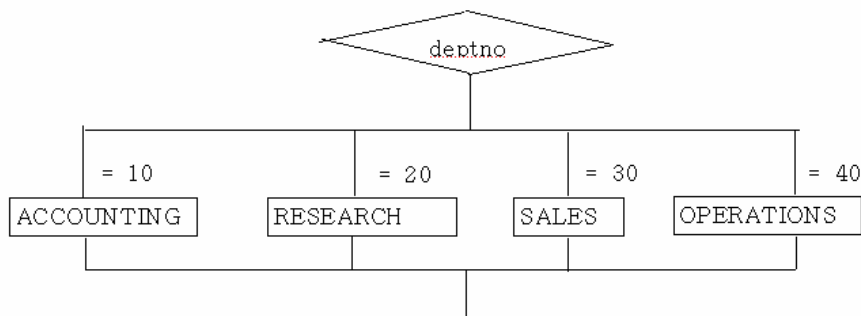 deptno
= 10
= 20
= 30
= 40
ACCOUNTING
RESEARCH
SALES
OPERATIONS